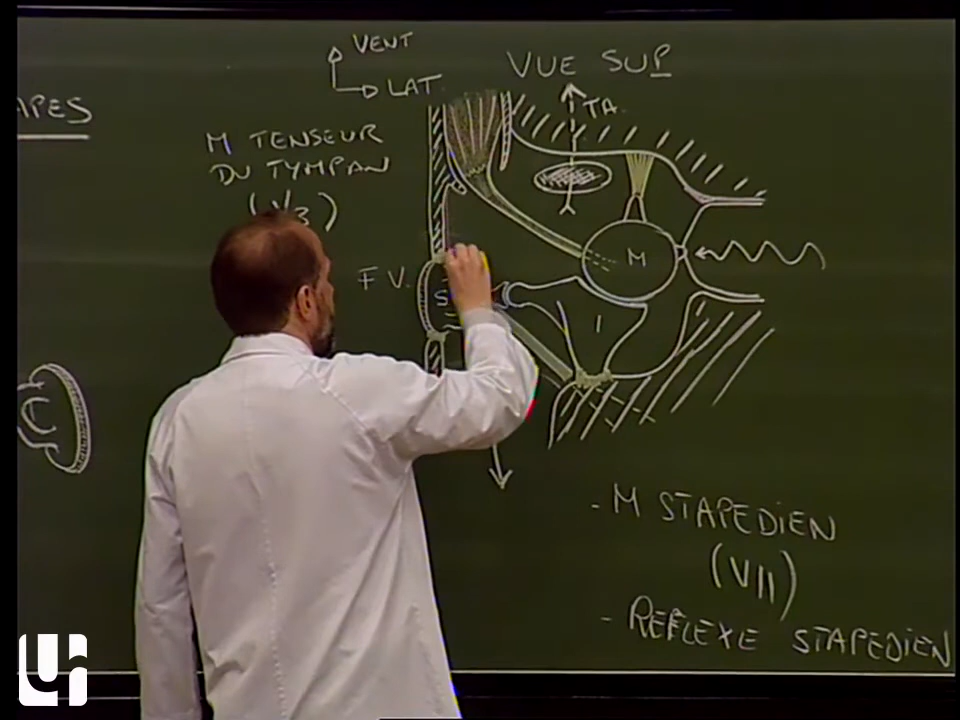 VENT
LAT.
VUE SUP
TA.
APES
M TENSEUR
DU TYMPAN
(V3)
F V.
S
M
I
- M STAPEDIEN
(VII)
- REFLEXE STAPEDIEN